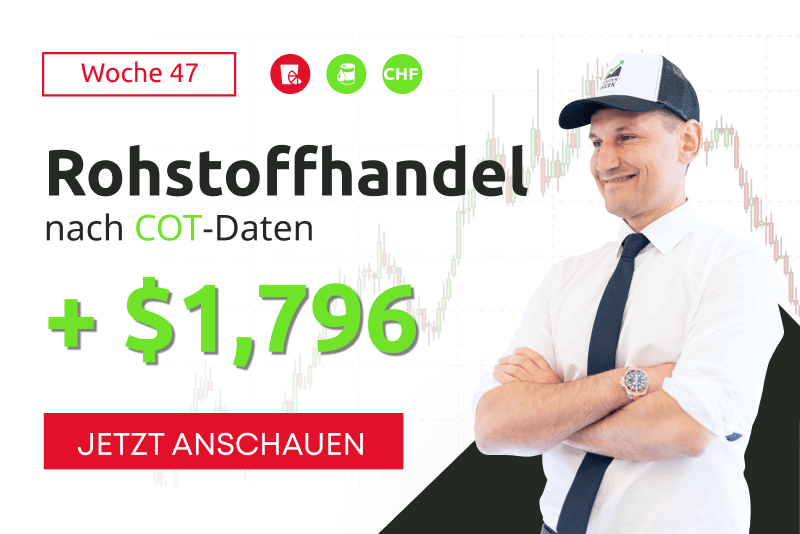 Woche 47
CHF
Rohstoffhandel
nach COT-Daten
+ $1,796
JETZT ANSCHAUEN